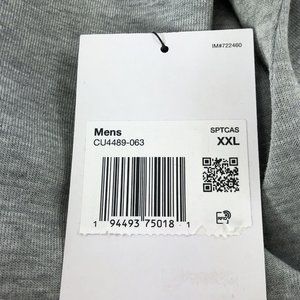 IM#722460
Mens
CU4489-063
SPTCAS
XXL
1 94493 75018 1